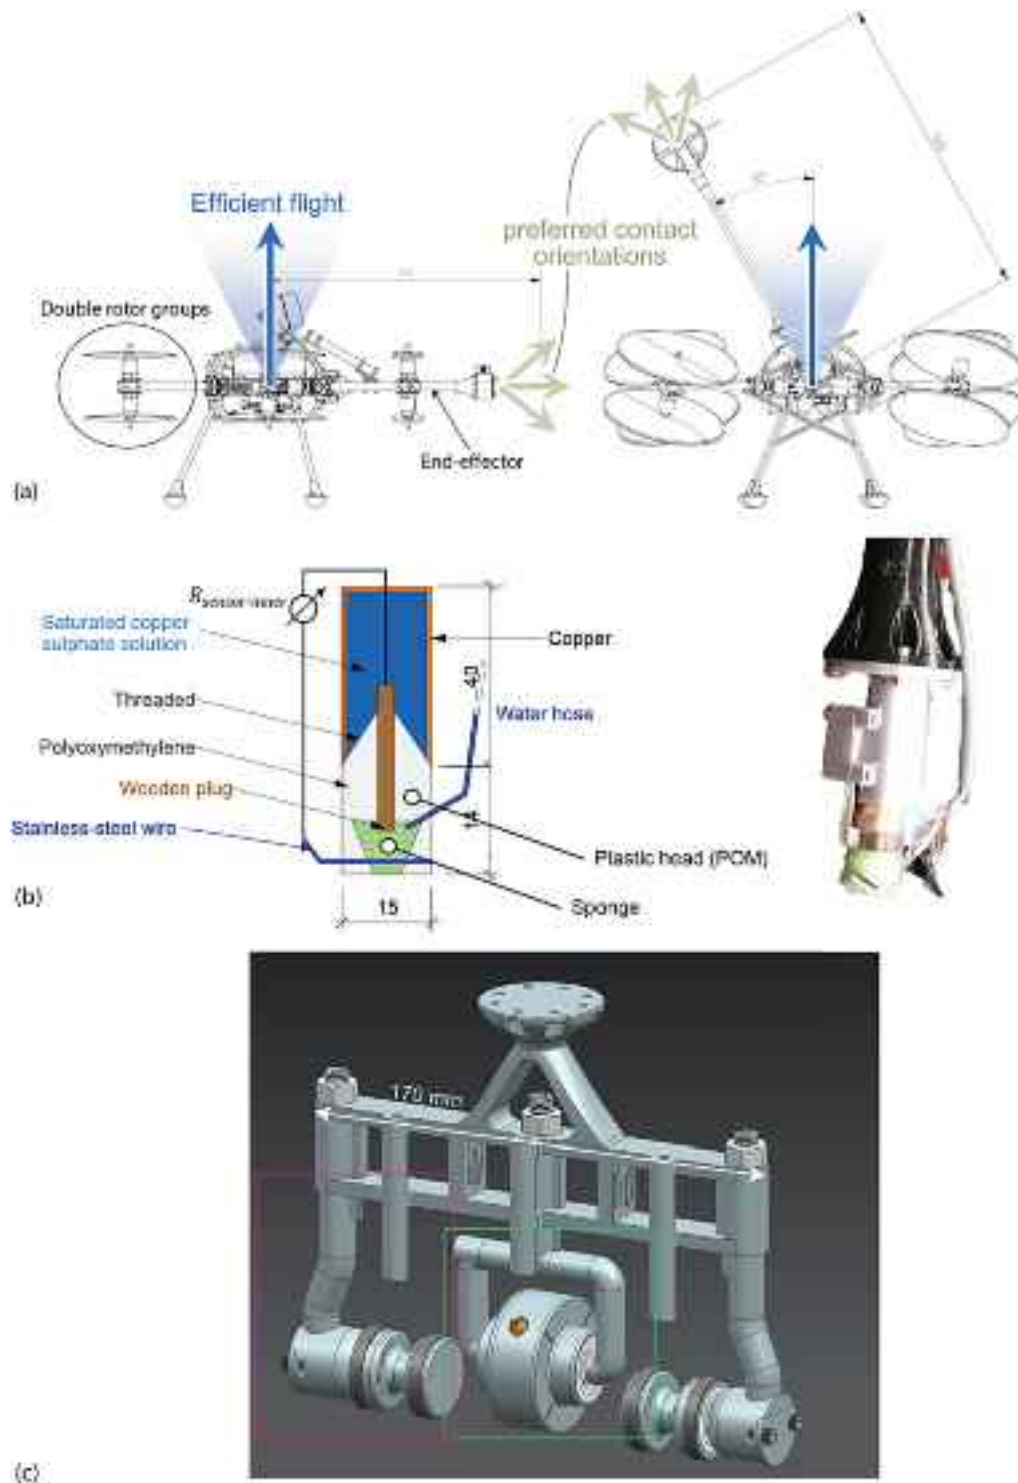 Efficient flight
preferred contact
orientations
Double rotor groups
End-effector
(a)
Saturated copper
sulphate solution
Copper
40
Threaded
Water hose
Polyoxymethylene
Wooden plug
Stainless-steel wire
Plastic head (POM)
(b)
15
Sponge
170 mm
(c)